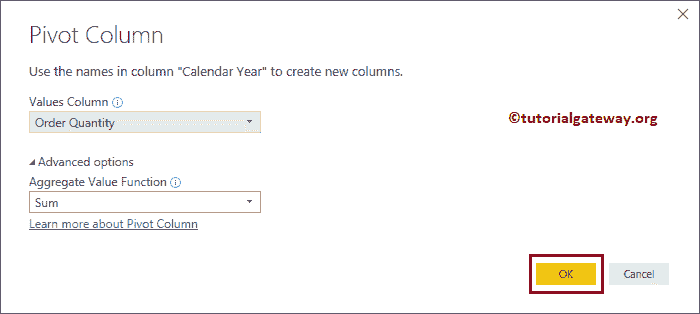 Pivot Column
Use the names in column "Calendar Year" to create new columns.
Values Column
Order Quantity
©tutorialgateway.org
Advanced options
Aggregate Value Function
Sum
Learn more about Pivot Column
OK
Cancel